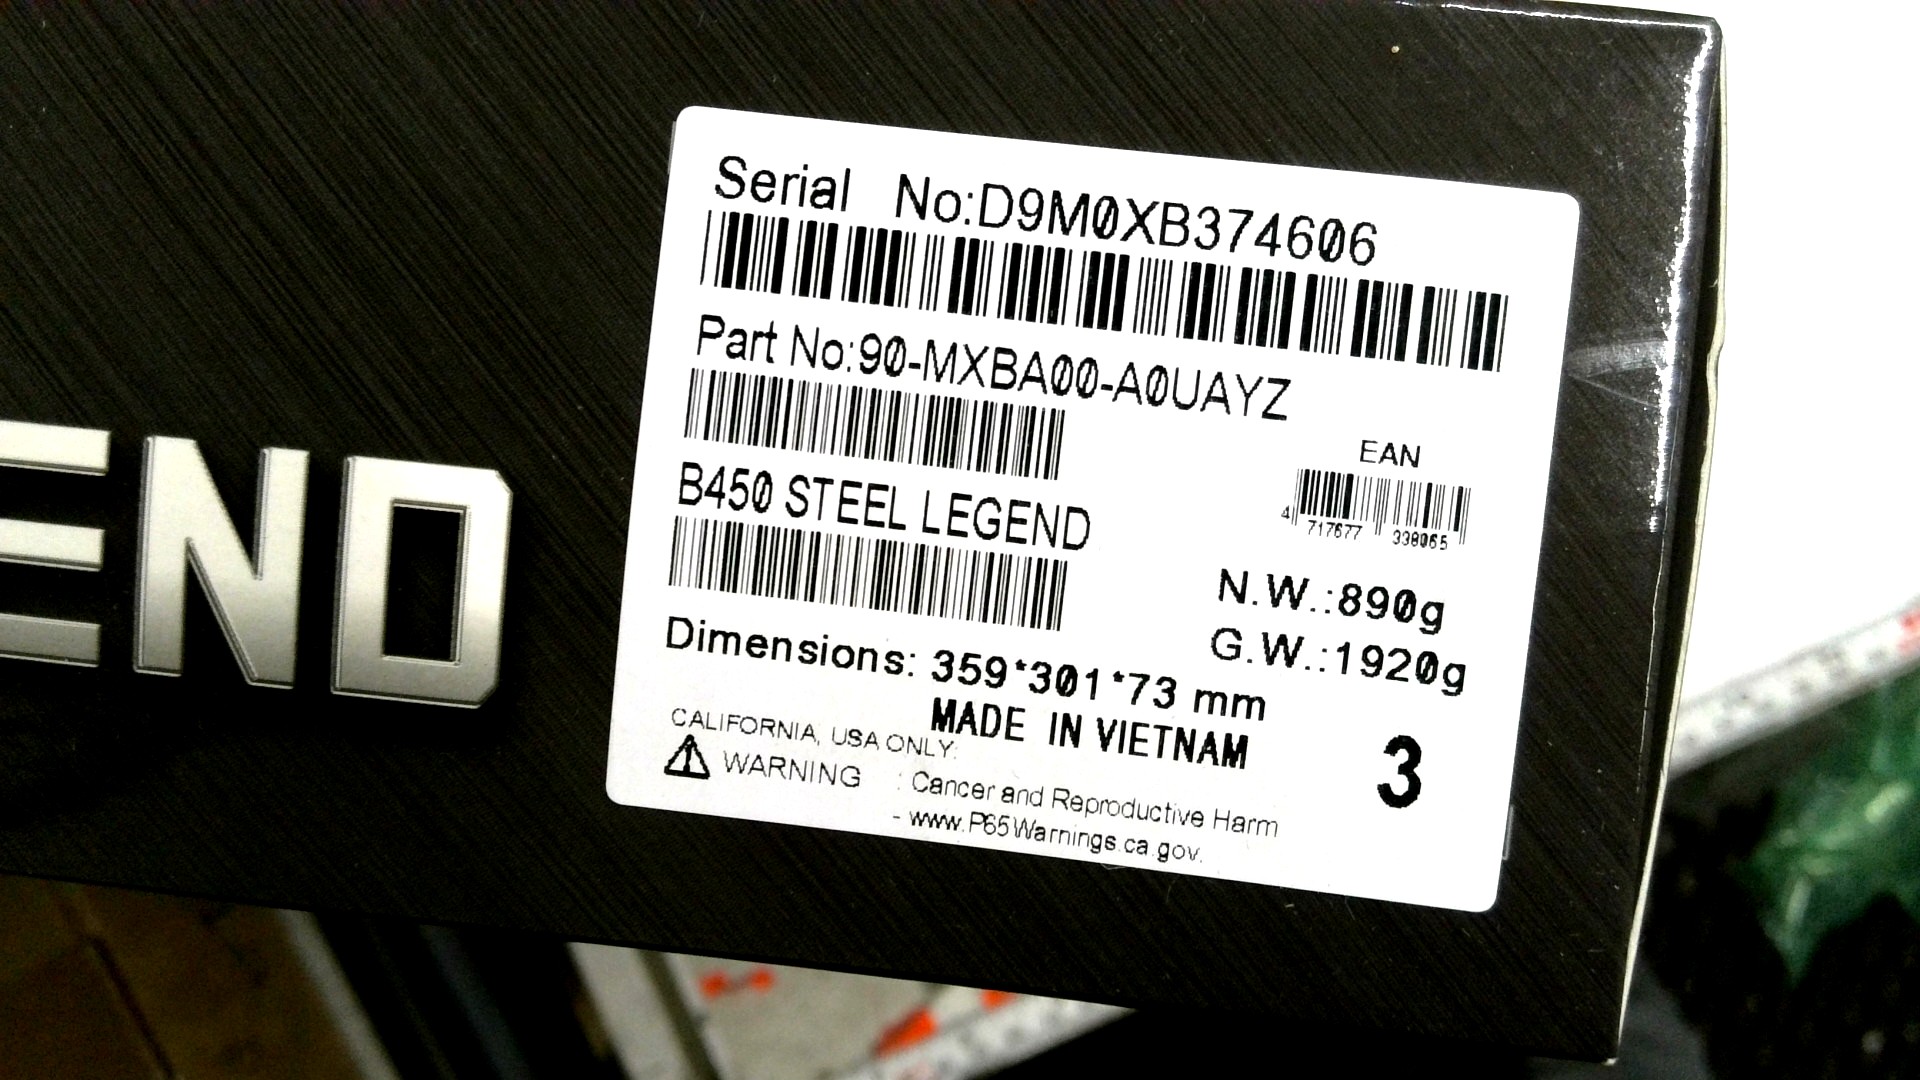 END
Serial No:D9M0XB374606
Part No:90-MXBA00-A0UAYZ
EAN
4 717677 338065
B450 STEEL LEGEND
N.W.:890g
G.W.:1920g
Dimensions: 359*301*73 mm
MADE IN VIETNAM
3
CALIFORNIA, USA ONLY:
WARNING : Cancer and Reproductive Harm
- www.P65Warnings.ca.gov.